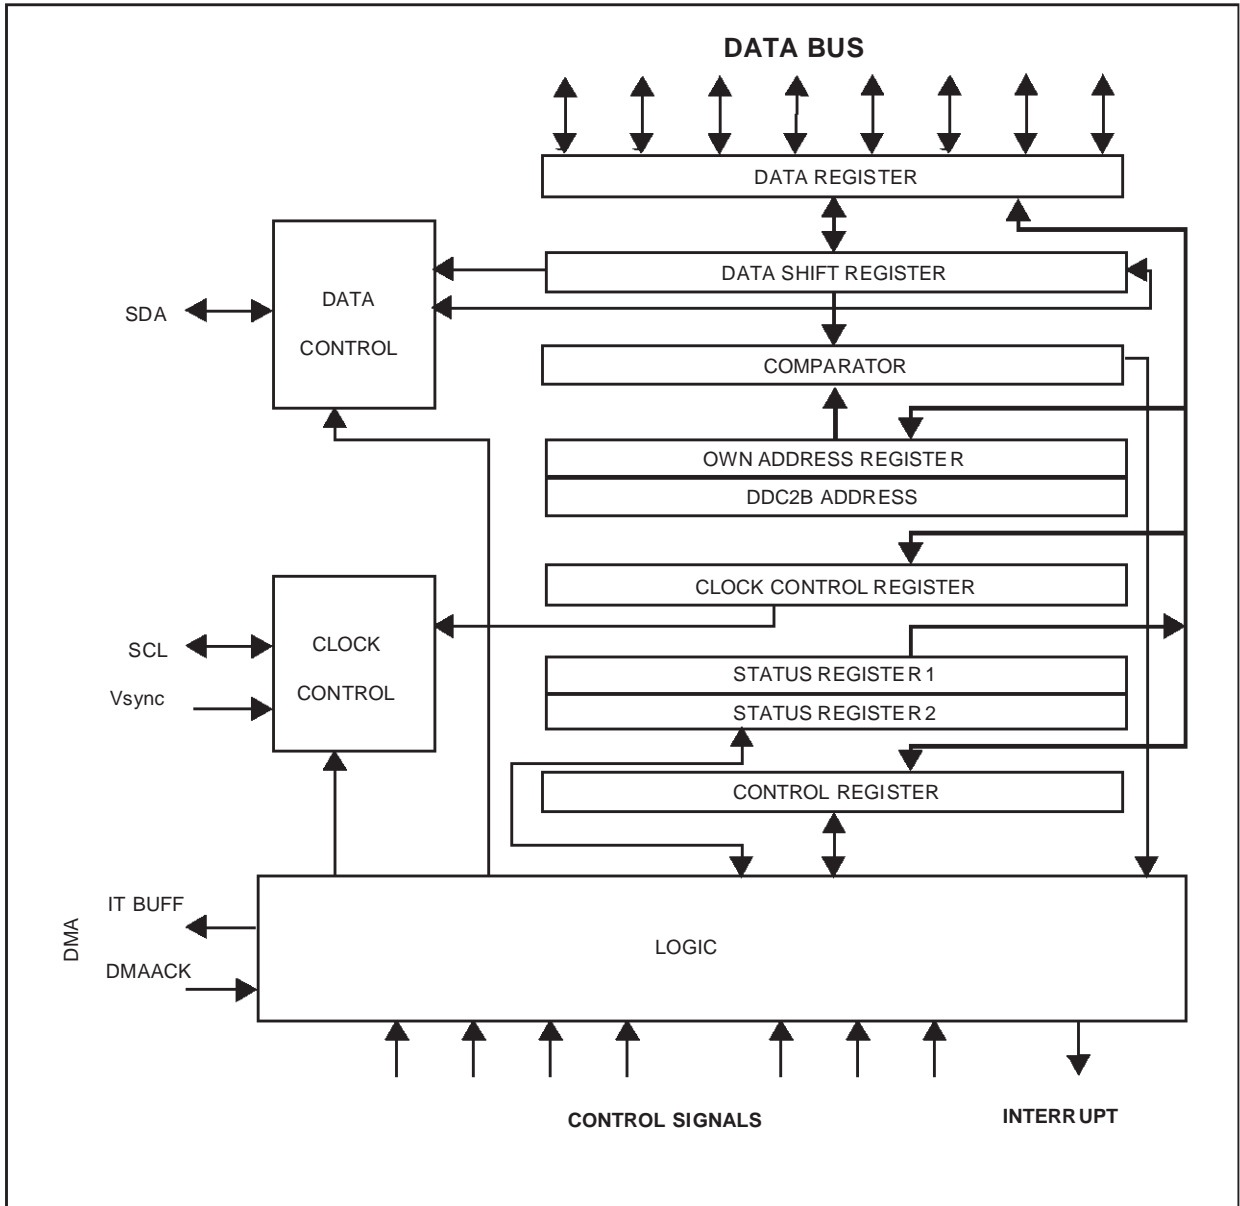 DATA BUS
DATA REGISTER
DATA SHIFT REGISTER
DATA
CONTROL
SDA
COMPARATOR
OWN ADDRESS REGISTER
DDC2B ADDRESS
CLOCK CONTROL REGISTER
CLOCK
CONTROL
SCL
Vsync
STATUS REGISTER 1
STATUS REGISTER 2
CONTROL REGISTER
DMA
IT BUFF
DMAACK
LOGIC
CONTROL SIGNALS
INTERRUPT